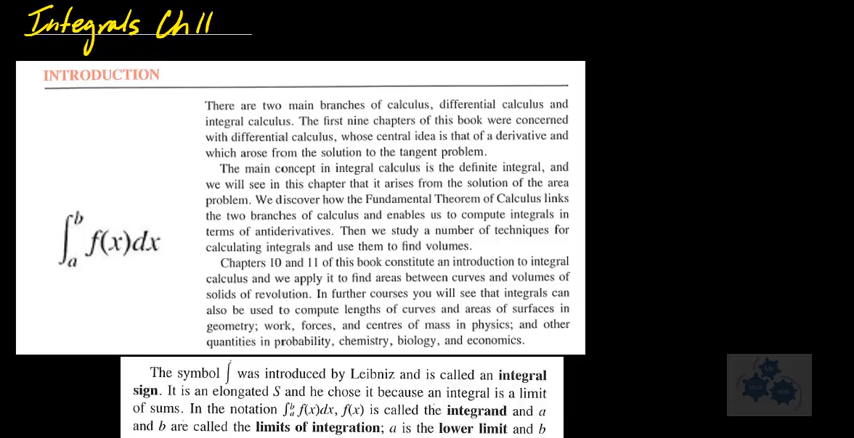 Integrals Ch 11
INTRODUCTION
There are two main branches of calculus, differential calculus and
integral calculus. The first nine chapters of this book were concerned
with differential calculus, whose central idea is that of a derivative and
which arose from the solution to the tangent problem.
The main concept in integral calculus is the definite integral, and
we will see in this chapter that it arises from the solution of the area
problem. We discover how the Fundamental Theorem of Calculus links
the two branches of calculus and enables us to compute integrals in
terms of antiderivatives. Then we study a number of techniques for
calculating integrals and use them to find volumes.
Chapters 10 and 11 of this book constitute an introduction to integral
calculus and we apply it to find areas between curves and volumes of
solids of revolution. In further courses you will see that integrals can
also be used to compute lengths of curves and areas of surfaces in
geometry; work, forces, and centres of mass in physics; and other
quantities in probability, chemistry, biology, and economics.
∫ₐᵇ f(x)dx
The symbol ∫ was introduced by Leibniz and is called an integral
sign. It is an elongated S and he chose it because an integral is a limit
of sums. In the notation ∫ₐᵇ f(x)dx, f(x) is called the integrand and a
and b are called the limits of integration; a is the lower limit and b